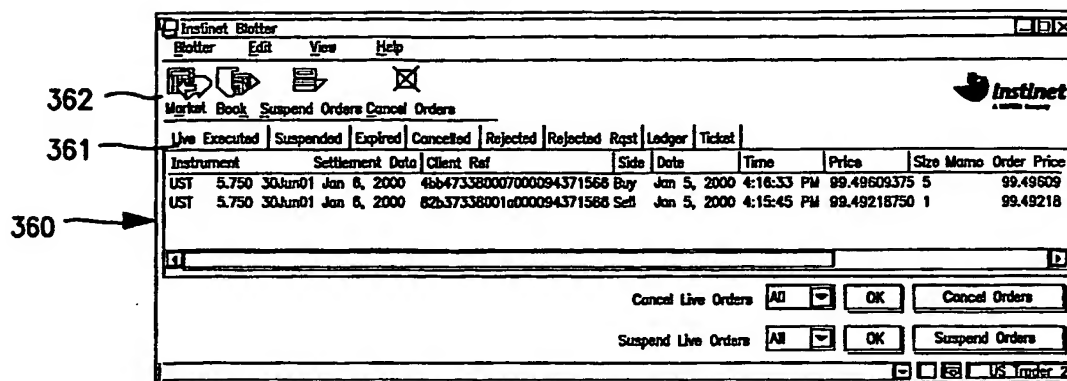 Instinet Blotter
Blotter Edit View Help
362
Market Book Suspend Orders Cancel Orders
Instinet
361
Live Executed Suspended Expired Cancelled Rejected Rejected Rqst Ledger Ticket
Instrument Settlement Data Client Ref Side Date Time Price Size Mamo Order Price
UST 5.750 30Jun01 Jan 6, 2000 4bb473380007000094371568 Buy Jan 5, 2000 4:16:33 PM 99.49609375 5 99.49609
UST 5.750 30Jun01 Jan 6, 2000 82b37338001a000094371568 Sell Jan 5, 2000 4:15:45 PM 99.49218750 1 99.49218
360
Cancel Live Orders All OK Cancel Orders
Suspend Live Orders All OK Suspend Orders
US Trader 2